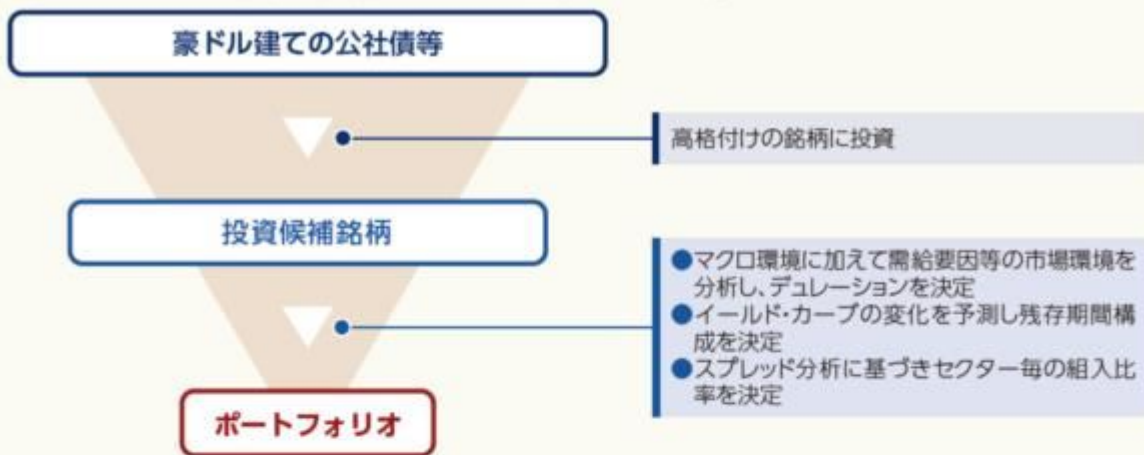 豪ドル建ての公社債等
高格付けの銘柄に投資
投資候補銘柄
●マクロ環境に加えて需給要因等の市場環境を
分析し、デュレーションを決定
●イールド・カーブの変化を予測し残存期間構
成を決定
●スプレッド分析に基づきセクター毎の組入比
率を決定
ポートフォリオ